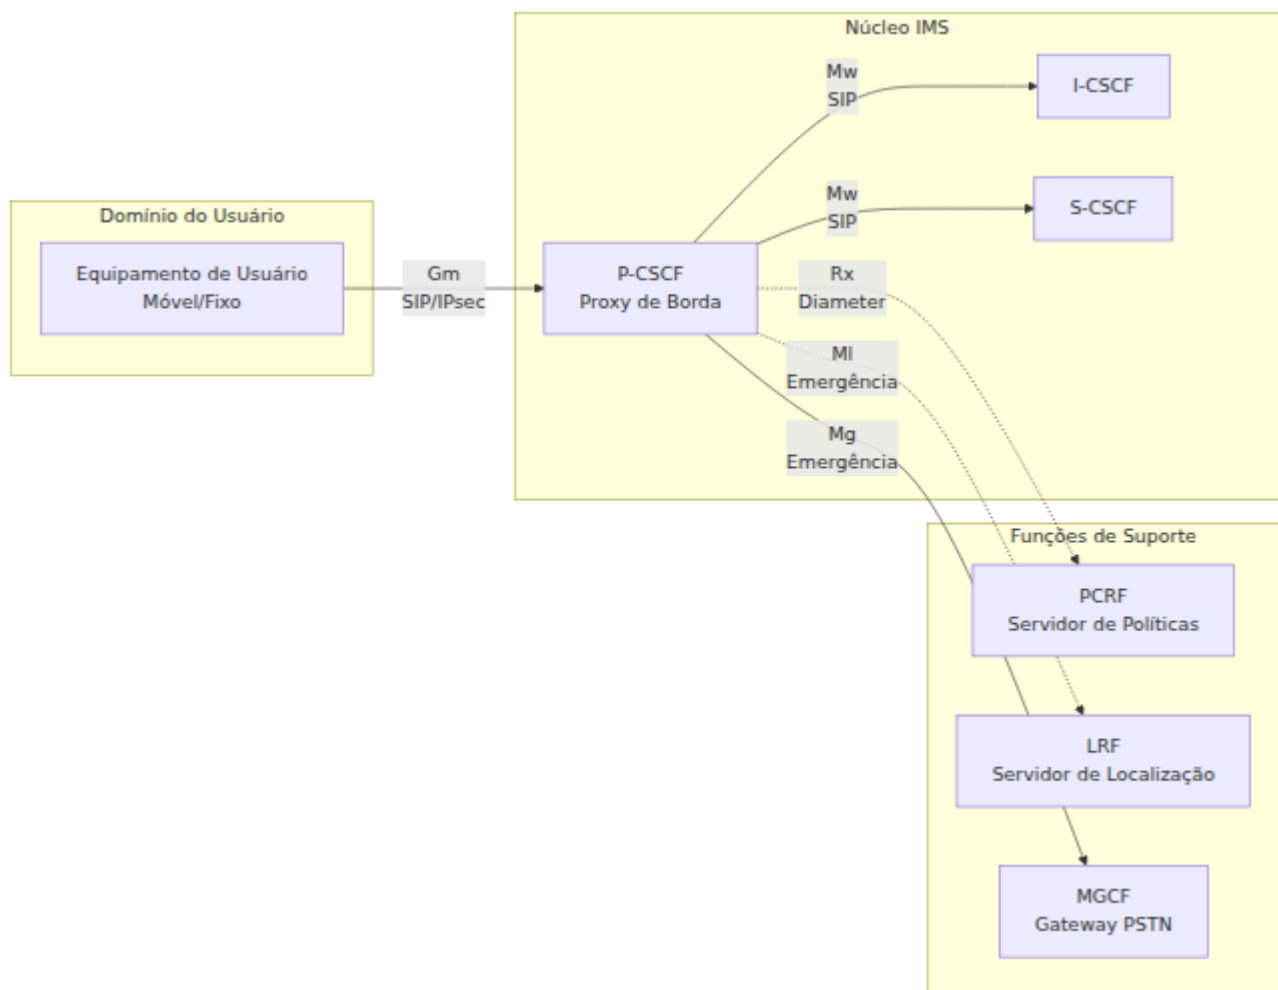 Núcleo IMS
Mw
SIP
I-CSCF
Mw
SIP
S-CSCF
Domínio do Usuário
Equipamento de Usuário
Móvel/Fixo
Gm
SIP/IPsec
P-CSCF
Proxy de Borda
Rx
Diameter
Ml
Emergência
Mg
Emergência
Funções de Suporte
PCRF
Servidor de Políticas
LRF
Servidor de Localização
MGCF
Gateway PSTN